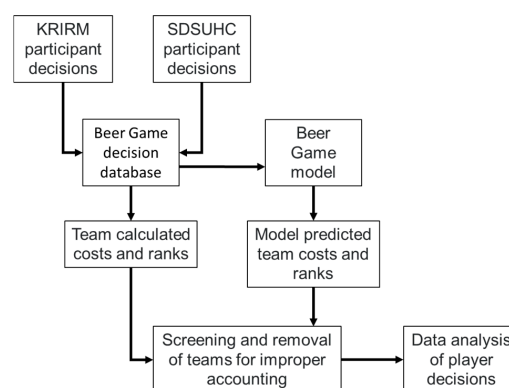 KRIRM
participant
decisions
SDSUHC
participant
decisions
Beer Game
decision
database
Beer
Game
model
Team calculated
costs and ranks
Model predicted
team costs and
ranks
Screening and removal
of teams for improper
accounting
Data analysis
of player
decisions